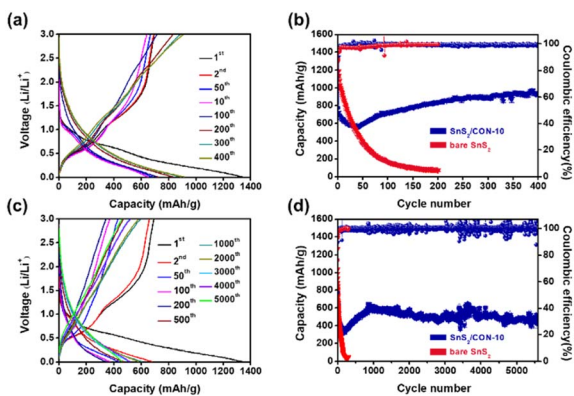 (a)
3.0
2.5
2.0
1.5
1.0
0.5
0.0
Voltage (Li/Li⁺)
1ˢᵗ
2ⁿᵈ
50ᵗʰ
10ᵗʰ
100ᵗʰ
200ᵗʰ
300ᵗʰ
400ᵗʰ
0 200 400 600 800 1000 1200 1400
Capacity (mAh/g)
(b)
1600
1400
1200
1000
800
600
400
200
0
Capacity (mAh/g)
SnS₂/CON-10
bare SnS₂
100
80
60
40
20
0
Coulombic efficiency(%)
0 50 100 150 200 250 300 350 400
Cycle number
(c)
3.0
2.5
2.0
1.5
1.0
0.5
0.0
Voltage (Li/Li⁺)
1ˢᵗ 1000ᵗʰ
2ⁿᵈ 2000ᵗʰ
50ᵗʰ 3000ᵗʰ
100ᵗʰ 4000ᵗʰ
200ᵗʰ 5000ᵗʰ
500ᵗʰ
0 200 400 600 800 1000 1200 1400
Capacity (mAh/g)
(d)
1600
1400
1200
1000
800
600
400
200
0
Capacity (mAh/g)
SnS₂/CON-10
bare SnS₂
100
80
60
40
20
0
Coulombic efficiency(%)
0 1000 2000 3000 4000 5000
Cycle number